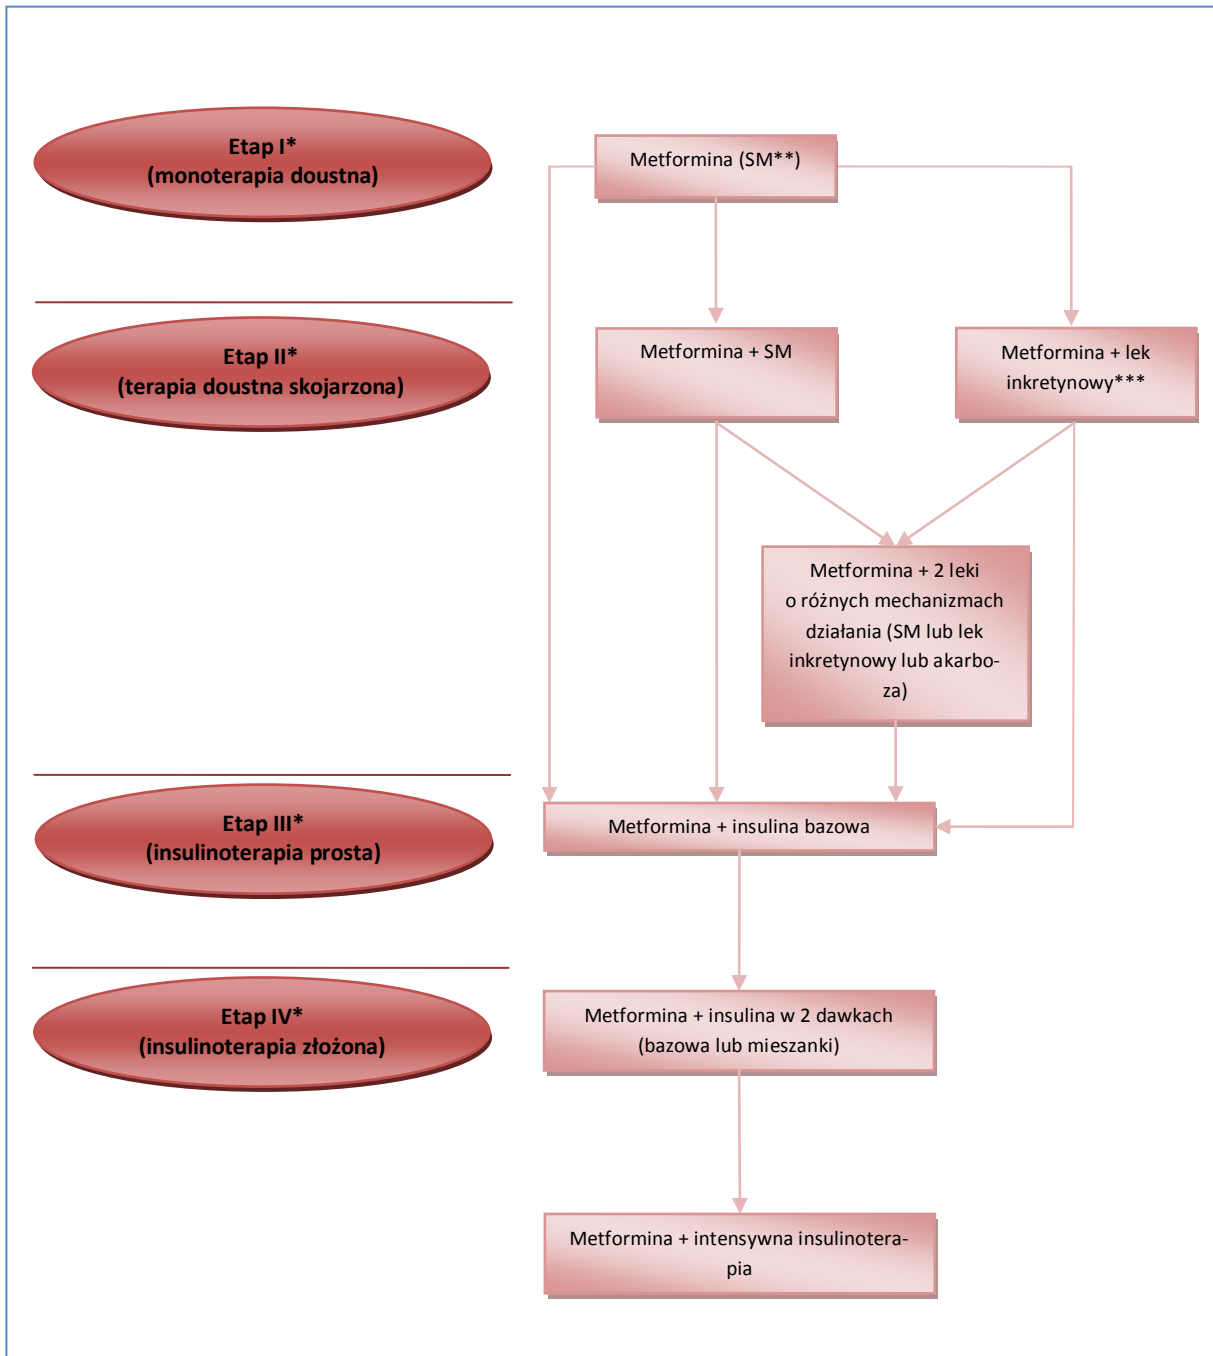 Etap I*
(monoterapia doustna)
Metformina (SM**)
Etap II*
(terapia doustna skojarzona)
Metformina + SM
Metformina + lek
inkretynowy***
Metformina + 2 leki
o różnych mechanizmach
działania (SM lub lek
inkretynowy lub akarbo-
za)
Etap III*
(insulinoterapia prosta)
Metformina + insulina bazowa
Etap IV*
(insulinoterapia złożona)
Metformina + insulina w 2 dawkach
(bazowa lub mieszanki)
Metformina + intensywna insulinotera-
pia